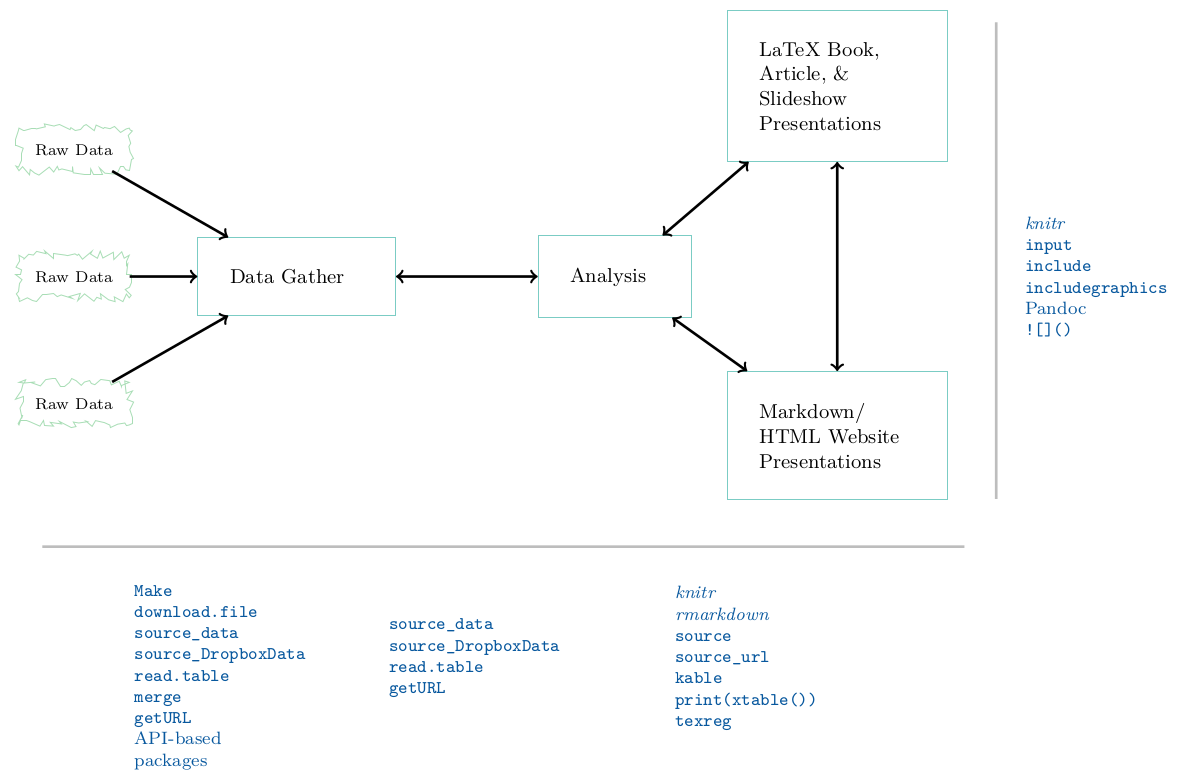 LaTeX Book,
Article, &
Slideshow
Presentations
Raw Data
Raw Data
Raw Data
Data Gather
Analysis
Markdown/
HTML Website
Presentations
knitr
input
include
includegraphics
Pandoc
![]()
Make
download.file
source_data
source_DropboxData
read.table
merge
getURL
API-based
packages
source_data
source_DropboxData
read.table
getURL
knitr
rmarkdown
source
source_url
kable
print(xtable())
texreg